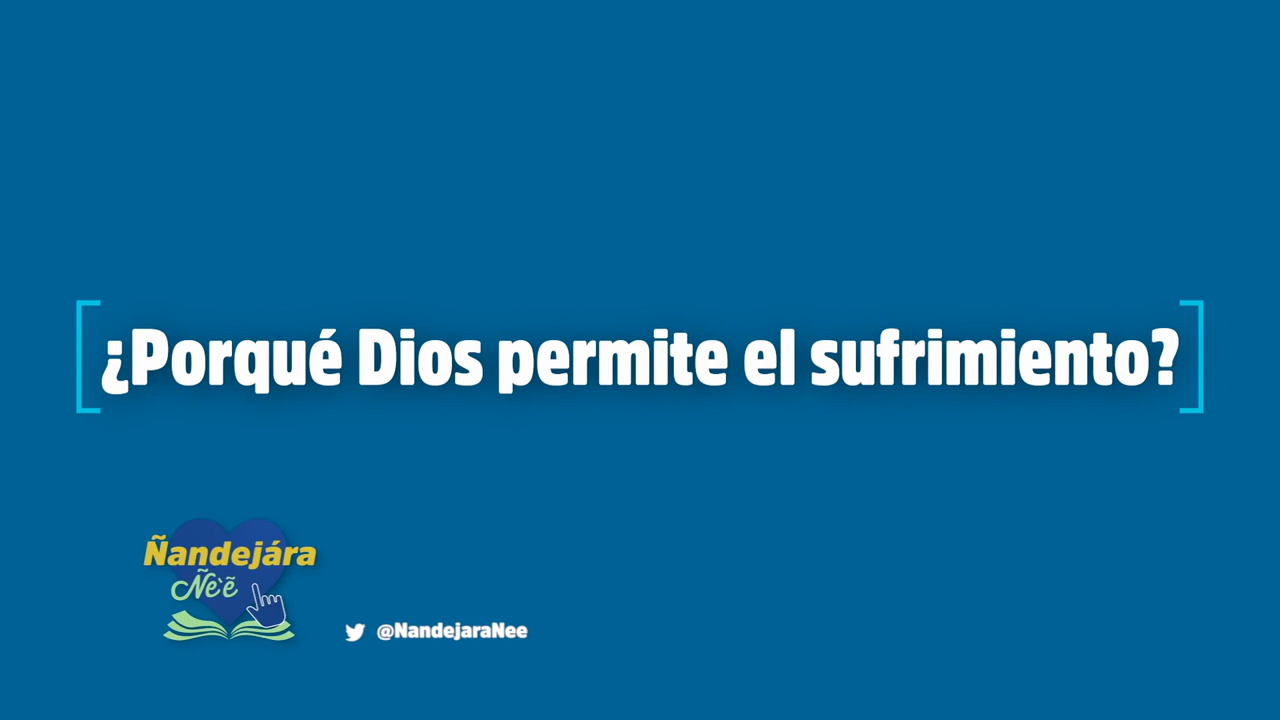 ¿Porqué Dios permite el sufrimiento?
Ñandejára
Ñe'ẽ
@NandejaraNee